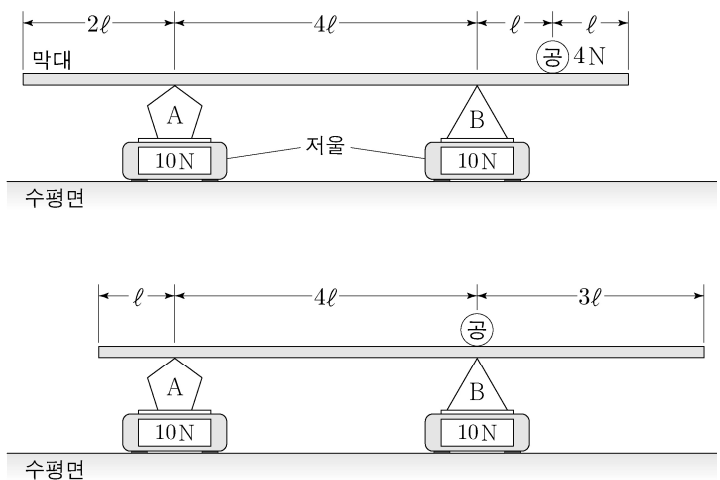 2ℓ 4ℓ ℓ ℓ
막대 공 4N
A B
저울
10N 10N
수평면
ℓ 4ℓ 3ℓ
공
A B
10N 10N
수평면